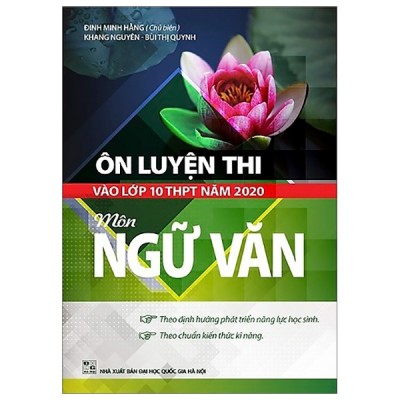 ĐINH MINH HẰNG (Chủ biên)
KHANG NGUYÊN - BÙI THỊ QUỲNH
ÔN LUYỆN THI
VÀO LỚP 10 THPT NĂM 2020
Môn
NGỮ VĂN
Theo định hướng phát triển năng lực học sinh.
Theo chuẩn kiến thức kĩ năng.
NHÀ XUẤT BẢN ĐẠI HỌC QUỐC GIA HÀ NỘI